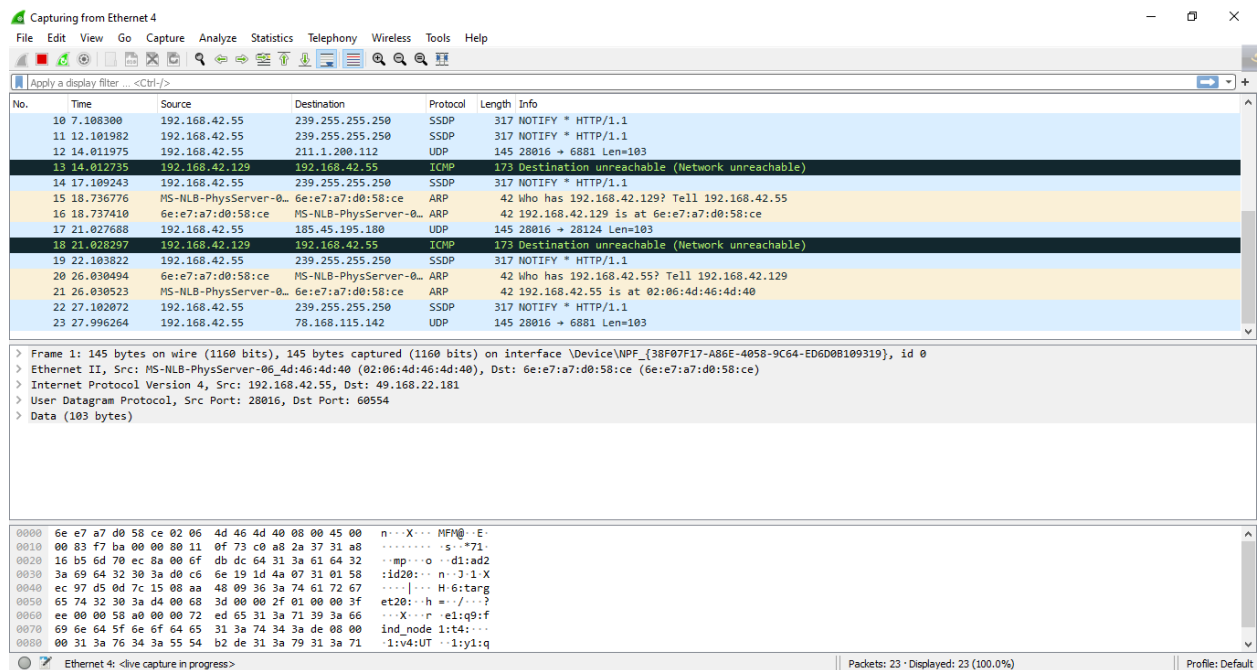 Capturing from Ethernet 4
File Edit View Go Capture Analyze Statistics Telephony Wireless Tools Help
Apply a display filter ... <Ctrl-/>
No. Time Source Destination Protocol Length Info
10 7.108300 192.168.42.55 239.255.255.250 SSDP 317 NOTIFY * HTTP/1.1
11 12.101982 192.168.42.55 239.255.255.250 SSDP 317 NOTIFY * HTTP/1.1
12 14.011975 192.168.42.55 211.1.200.112 UDP 145 28016 → 6881 Len=103
13 14.012735 192.168.42.129 192.168.42.55 ICMP 173 Destination unreachable (Network unreachable)
14 17.109243 192.168.42.55 239.255.255.250 SSDP 317 NOTIFY * HTTP/1.1
15 18.736776 MS-NLB-PhysServer-0… 6e:e7:a7:d0:58:ce ARP 42 Who has 192.168.42.129? Tell 192.168.42.55
16 18.737410 6e:e7:a7:d0:58:ce MS-NLB-PhysServer-0… ARP 42 192.168.42.129 is at 6e:e7:a7:d0:58:ce
17 21.027688 192.168.42.55 185.45.195.180 UDP 145 28016 → 28124 Len=103
18 21.028297 192.168.42.129 192.168.42.55 ICMP 173 Destination unreachable (Network unreachable)
19 22.103822 192.168.42.55 239.255.255.250 SSDP 317 NOTIFY * HTTP/1.1
20 26.030494 6e:e7:a7:d0:58:ce MS-NLB-PhysServer-0… ARP 42 Who has 192.168.42.55? Tell 192.168.42.129
21 26.030523 MS-NLB-PhysServer-0… 6e:e7:a7:d0:58:ce ARP 42 192.168.42.55 is at 02:06:4d:46:4d:40
22 27.102072 192.168.42.55 239.255.255.250 SSDP 317 NOTIFY * HTTP/1.1
23 27.996264 192.168.42.55 78.168.115.142 UDP 145 28016 → 6881 Len=103
> Frame 1: 145 bytes on wire (1160 bits), 145 bytes captured (1160 bits) on interface \Device\NPF_{38F07F17-A86E-4058-9C64-ED6D0B109319}, id 0
> Ethernet II, Src: MS-NLB-PhysServer-06_4d:46:4d:40 (02:06:4d:46:4d:40), Dst: 6e:e7:a7:d0:58:ce (6e:e7:a7:d0:58:ce)
> Internet Protocol Version 4, Src: 192.168.42.55, Dst: 49.168.22.181
> User Datagram Protocol, Src Port: 28016, Dst Port: 60554
> Data (103 bytes)
0000 6e e7 a7 d0 58 ce 02 06 4d 46 4d 40 08 00 45 00 n···X··· MFM@··E·
0010 00 83 f7 ba 00 00 80 11 0f 73 c0 a8 2a 37 31 a8 ········ ·s··*71·
0020 16 b5 6d 70 ec 8a 00 6f db dc 64 31 3a 61 64 32 ··mp···o ··d1:ad2
0030 3a 69 64 32 30 3a d0 c6 6e 19 1d 4a 07 31 01 58 :id20:·· n··J·1·X
0040 ec 97 d5 0d 7c 15 08 aa 48 09 36 3a 74 61 72 67 ····|··· H·6:targ
0050 65 74 32 30 3a d4 00 68 3d 00 00 2f 01 00 00 3f et20:··h =··/···?
0060 ee 00 00 58 a0 00 00 72 ed 65 31 3a 71 39 3a 66 ···X···r ·e1:q9:f
0070 69 6e 64 5f 6e 6f 64 65 31 3a 74 34 3a de 08 00 ind_node 1:t4:···
0080 00 31 3a 76 34 3a 55 54 b2 de 31 3a 79 31 3a 71 ·1:v4:UT ··1:y1:q
Ethernet 4: <live capture in progress> Packets: 23 · Displayed: 23 (100.0%) Profile: Default